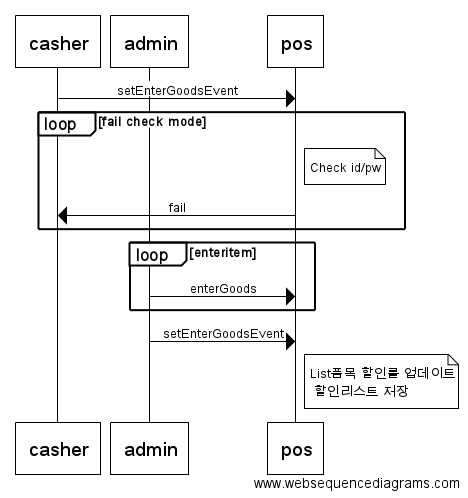 casher admin pos
setEnterGoodsEvent
loop [fail check mode]
Check id/pw
fail
loop [enteritem]
enterGoods
setEnterGoodsEvent
List품목 할인률 업데이트
할인리스트 저장
casher admin pos
www.websequencediagrams.com